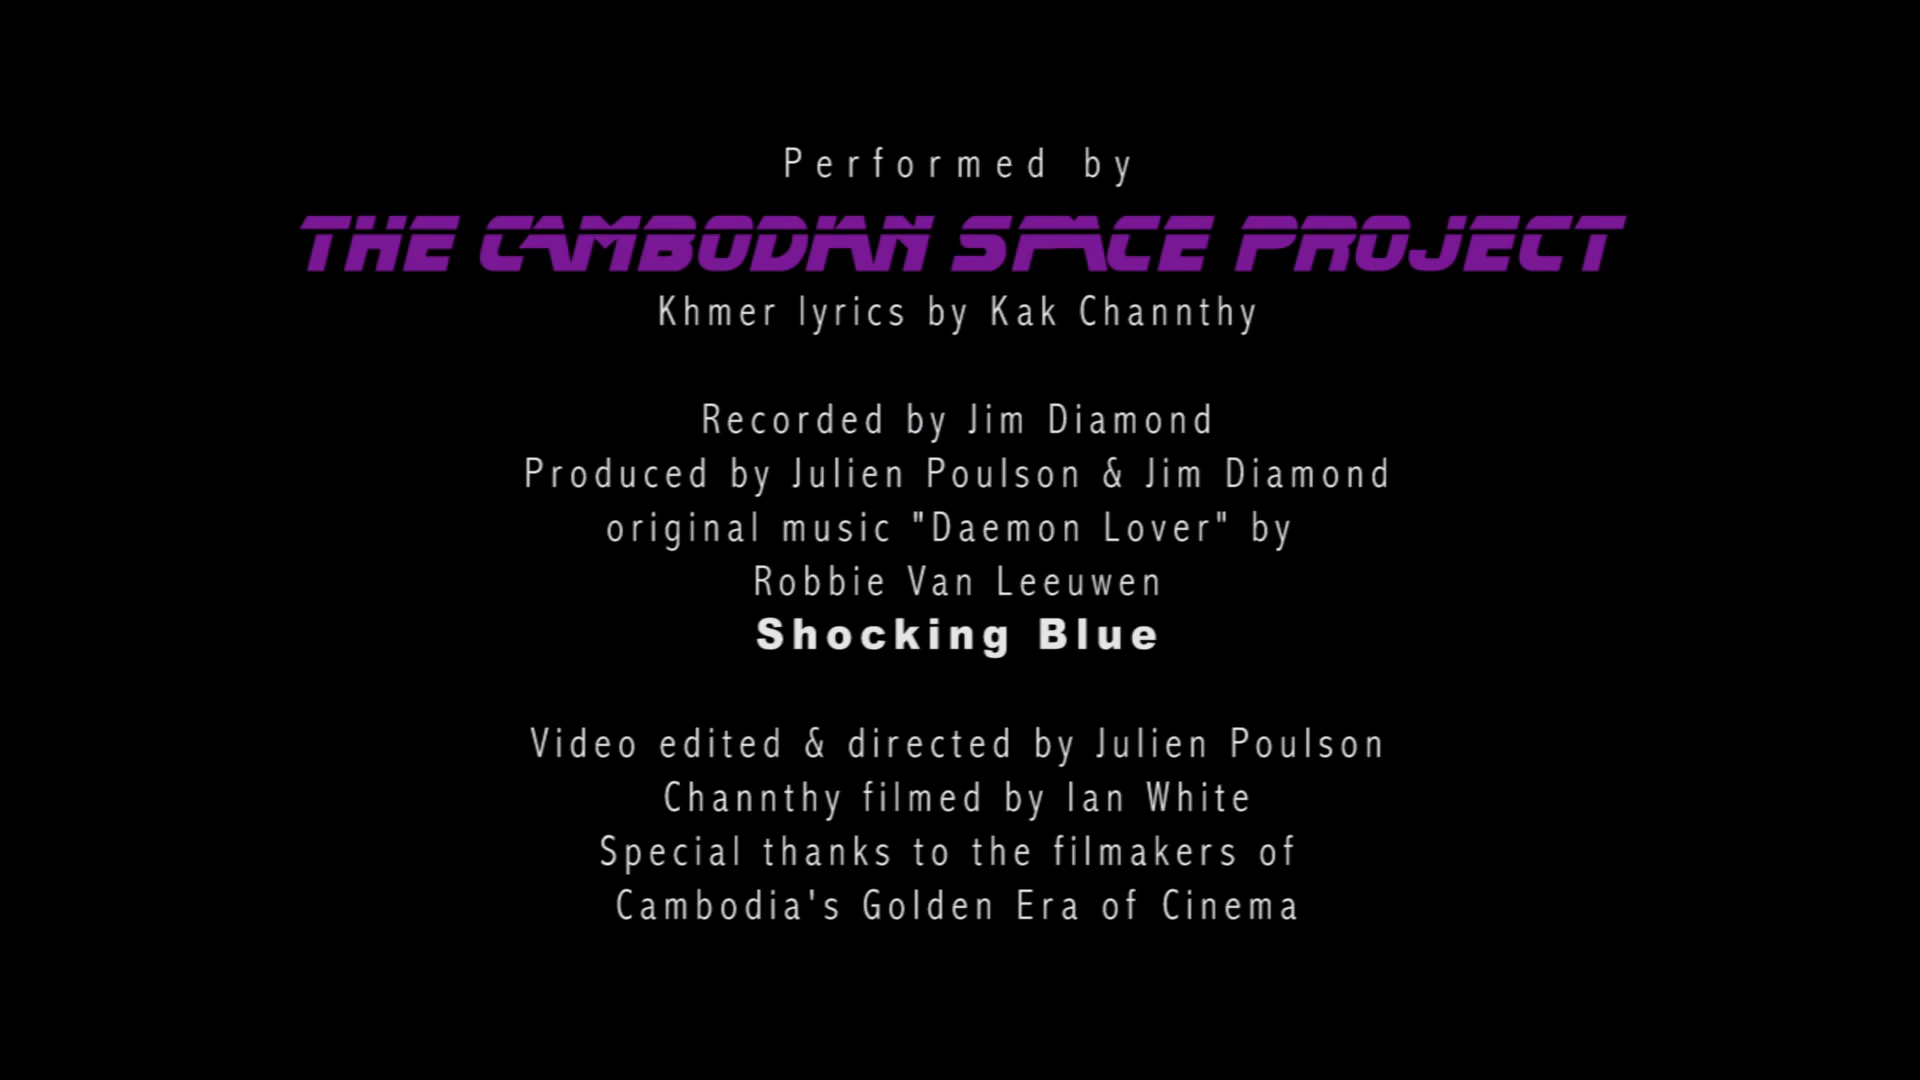 Performed by
THE CAMBODIAN SPACE PROJECT
Khmer lyrics by Kak Channthy
Recorded by Jim Diamond
Produced by Julien Poulson & Jim Diamond
original music "Daemon Lover" by
Robbie Van Leeuwen
Shocking Blue
Video edited & directed by Julien Poulson
Channthy filmed by Ian White
Special thanks to the filmakers of
Cambodia's Golden Era of Cinema